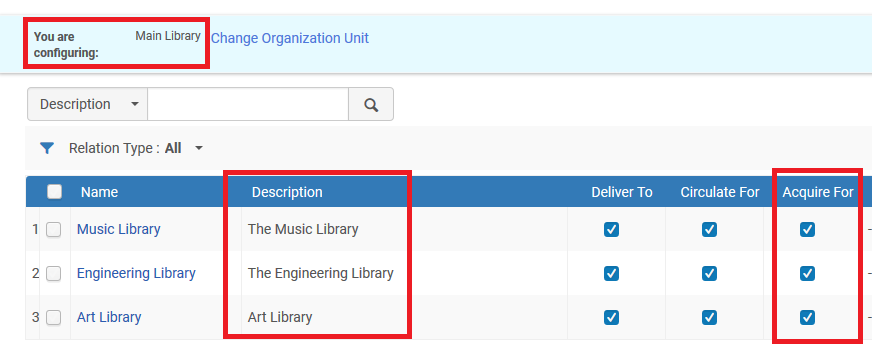 You are configuring: Main Library Change Organization Unit
Description
Relation Type : All
Name Description Deliver To Circulate For Acquire For
1 Music Library The Music Library -
2 Engineering Library The Engineering Library -
3 Art Library Art Library -